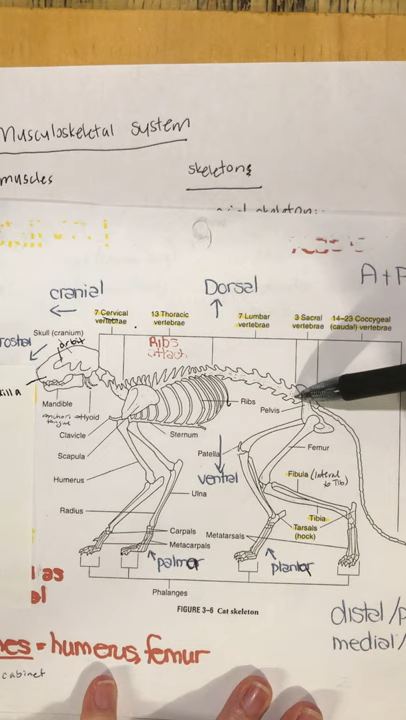 Musculoskeletal system
muscles
skeletons
A+P
cranial
Dorsal
7 Cervical vertebrae
13 Thoracic vertebrae
7 Lumbar vertebrae
3 Sacral vertebrae
14–23 Coccygeal (caudal) vertebrae
Skull (cranium)
orbit
Ribs attach
Mandible
Hyoid
Clavicle
Scapula
Humerus
Radius
Sternum
Ribs
Pelvis
Patella
Femur
ventral
Fibula (lateral to Tib)
Ulna
Tibia
Tarsals (hock)
Carpals
Metacarpals
Metatarsals
palmar
plantar
Phalanges
FIGURE 3–6 Cat skeleton
distal/p
medial/
= humerus, femur
cabinet